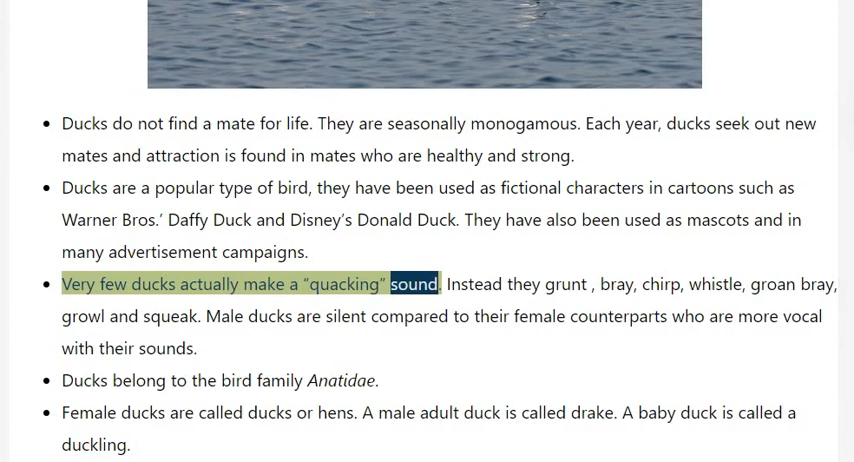 Ducks do not find a mate for life. They are seasonally monogamous. Each year, ducks seek out new
mates and attraction is found in mates who are healthy and strong.
Ducks are a popular type of bird, they have been used as fictional characters in cartoons such as
Warner Bros.’ Daffy Duck and Disney’s Donald Duck. They have also been used as mascots and in
many advertisement campaigns.
Very few ducks actually make a “quacking” sound. Instead they grunt , bray, chirp, whistle, groan bray,
growl and squeak. Male ducks are silent compared to their female counterparts who are more vocal
with their sounds.
Ducks belong to the bird family Anatidae.
Female ducks are called ducks or hens. A male adult duck is called drake. A baby duck is called a
duckling.